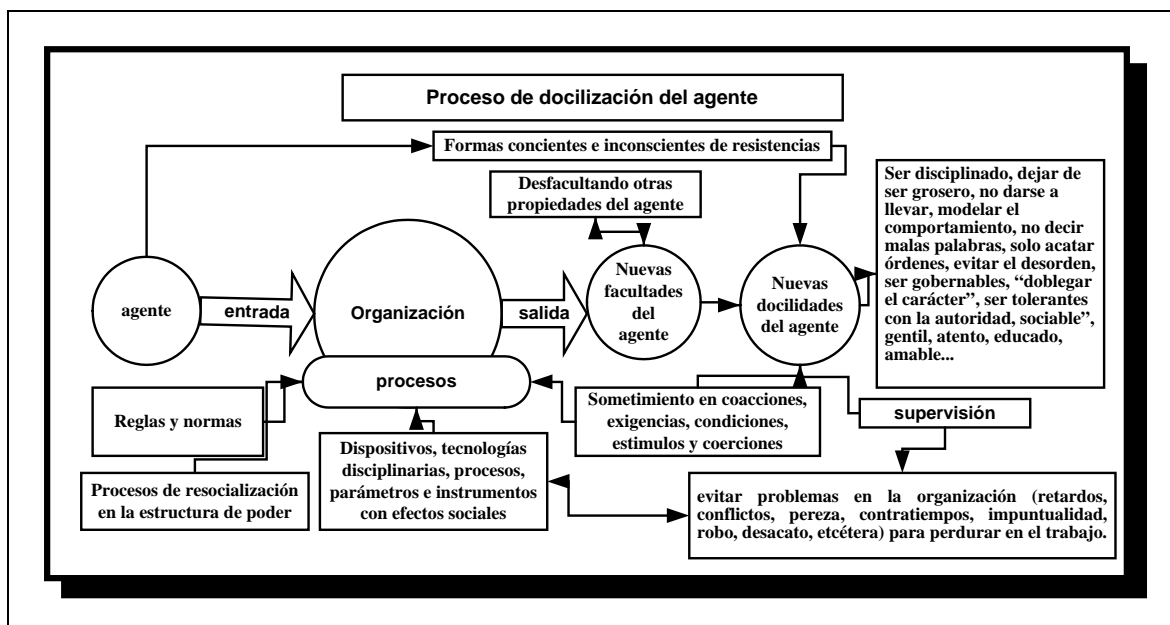 Proceso de docilización del agente
Formas concientes e inconscientes de resistencias
Desfacultando otras
propiedades del agente
Ser disciplinado, dejar de
ser grosero, no darse a
llevar, modelar el
comportamiento, no decir
malas palabras, solo acatar
órdenes, evitar el desorden,
ser gobernables, “doblegar
el carácter”, ser tolerantes
con la autoridad, sociable”,
gentil, atento, educado,
amable...
agente
entrada
Organización
salida
Nuevas
facultades
del
agente
Nuevas
docilidades
del agente
procesos
Reglas y normas
Sometimiento en coacciones,
exigencias, condiciones,
estimulos y coerciones
supervisión
Procesos de resocialización
en la estructura de poder
Dispositivos, tecnologías
disciplinarias, procesos,
parámetros e instrumentos
con efectos sociales
evitar problemas en la organización (retardos,
conflictos, pereza, contratiempos, impuntualidad,
robo, desacato, etcétera) para perdurar en el trabajo.